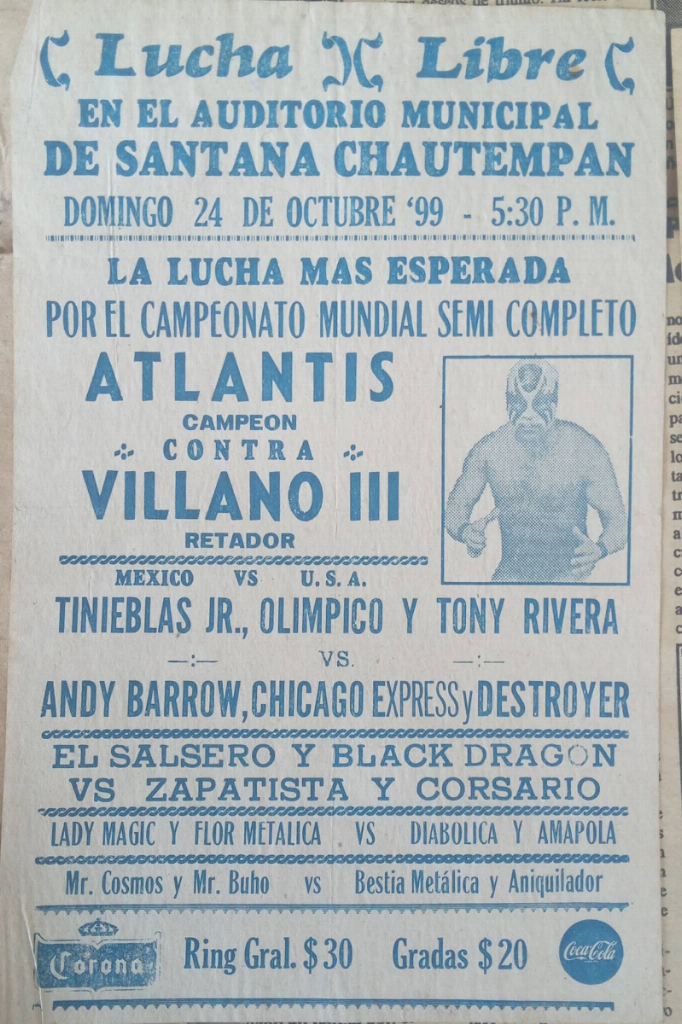 Lucha Libre
EN EL AUDITORIO MUNICIPAL
DE SANTANA CHAUTEMPAN
DOMINGO 24 DE OCTUBRE '99 - 5:30 P. M.
LA LUCHA MAS ESPERADA
POR EL CAMPEONATO MUNDIAL SEMI COMPLETO
ATLANTIS
CAMPEON
CONTRA
VILLANO III
RETADOR
MEXICO VS U. S. A.
TINIEBLAS JR., OLIMPICO Y TONY RIVERA
VS.
ANDY BARROW, CHICAGO EXPRESS y DESTROYER
EL SALSERO Y BLACK DRAGON
VS ZAPATISTA Y CORSARIO
LADY MAGIC Y FLOR METALICA VS DIABOLICA Y AMAPOLA
Mr. Cosmos y Mr. Buho vs Bestia Metálica y Aniquilador
Corona Ring Gral. $30 Gradas $20 Coca-Cola